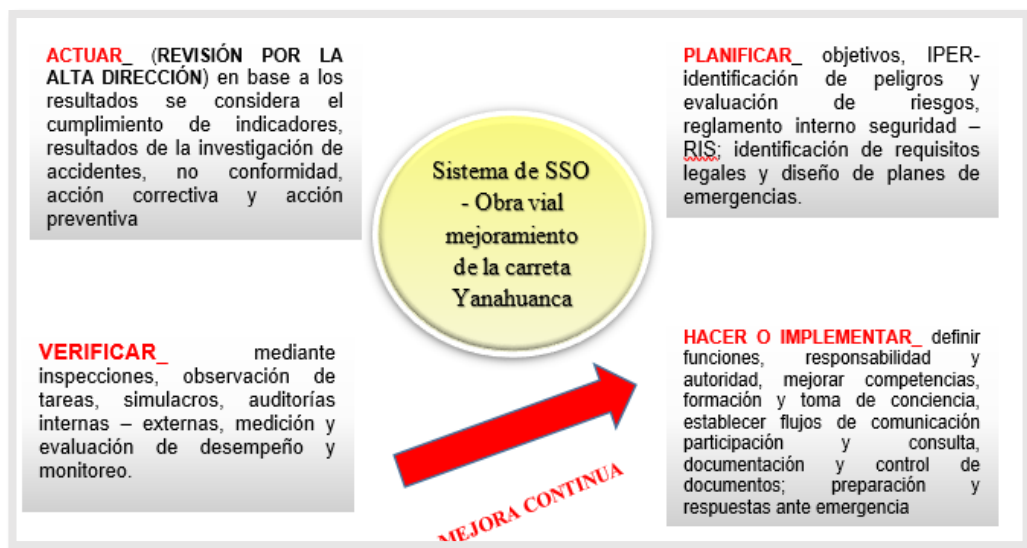 ACTUAR_ (REVISIÓN POR LA
ALTA DIRECCIÓN) en base a los
resultados se considera el
cumplimiento de indicadores,
resultados de la investigación de
accidentes, no conformidad,
acción correctiva y acción
preventiva
PLANIFICAR_ objetivos, IPER-
identificación de peligros y
evaluación de riesgos,
reglamento interno seguridad –
RIS; identificación de requisitos
legales y diseño de planes de
emergencias.
Sistema de SSO
- Obra vial
mejoramiento
de la carreta
Yanahuanca
VERIFICAR_ mediante
inspecciones, observación de
tareas, simulacros, auditorías
internas – externas, medición y
evaluación de desempeño y
monitoreo.
HACER O IMPLEMENTAR_ definir
funciones, responsabilidad y
autoridad, mejorar competencias,
formación y toma de conciencia,
establecer flujos de comunicación
participación y consulta,
documentación y control de
documentos; preparación y
respuestas ante emergencia
MEJORA CONTINUA